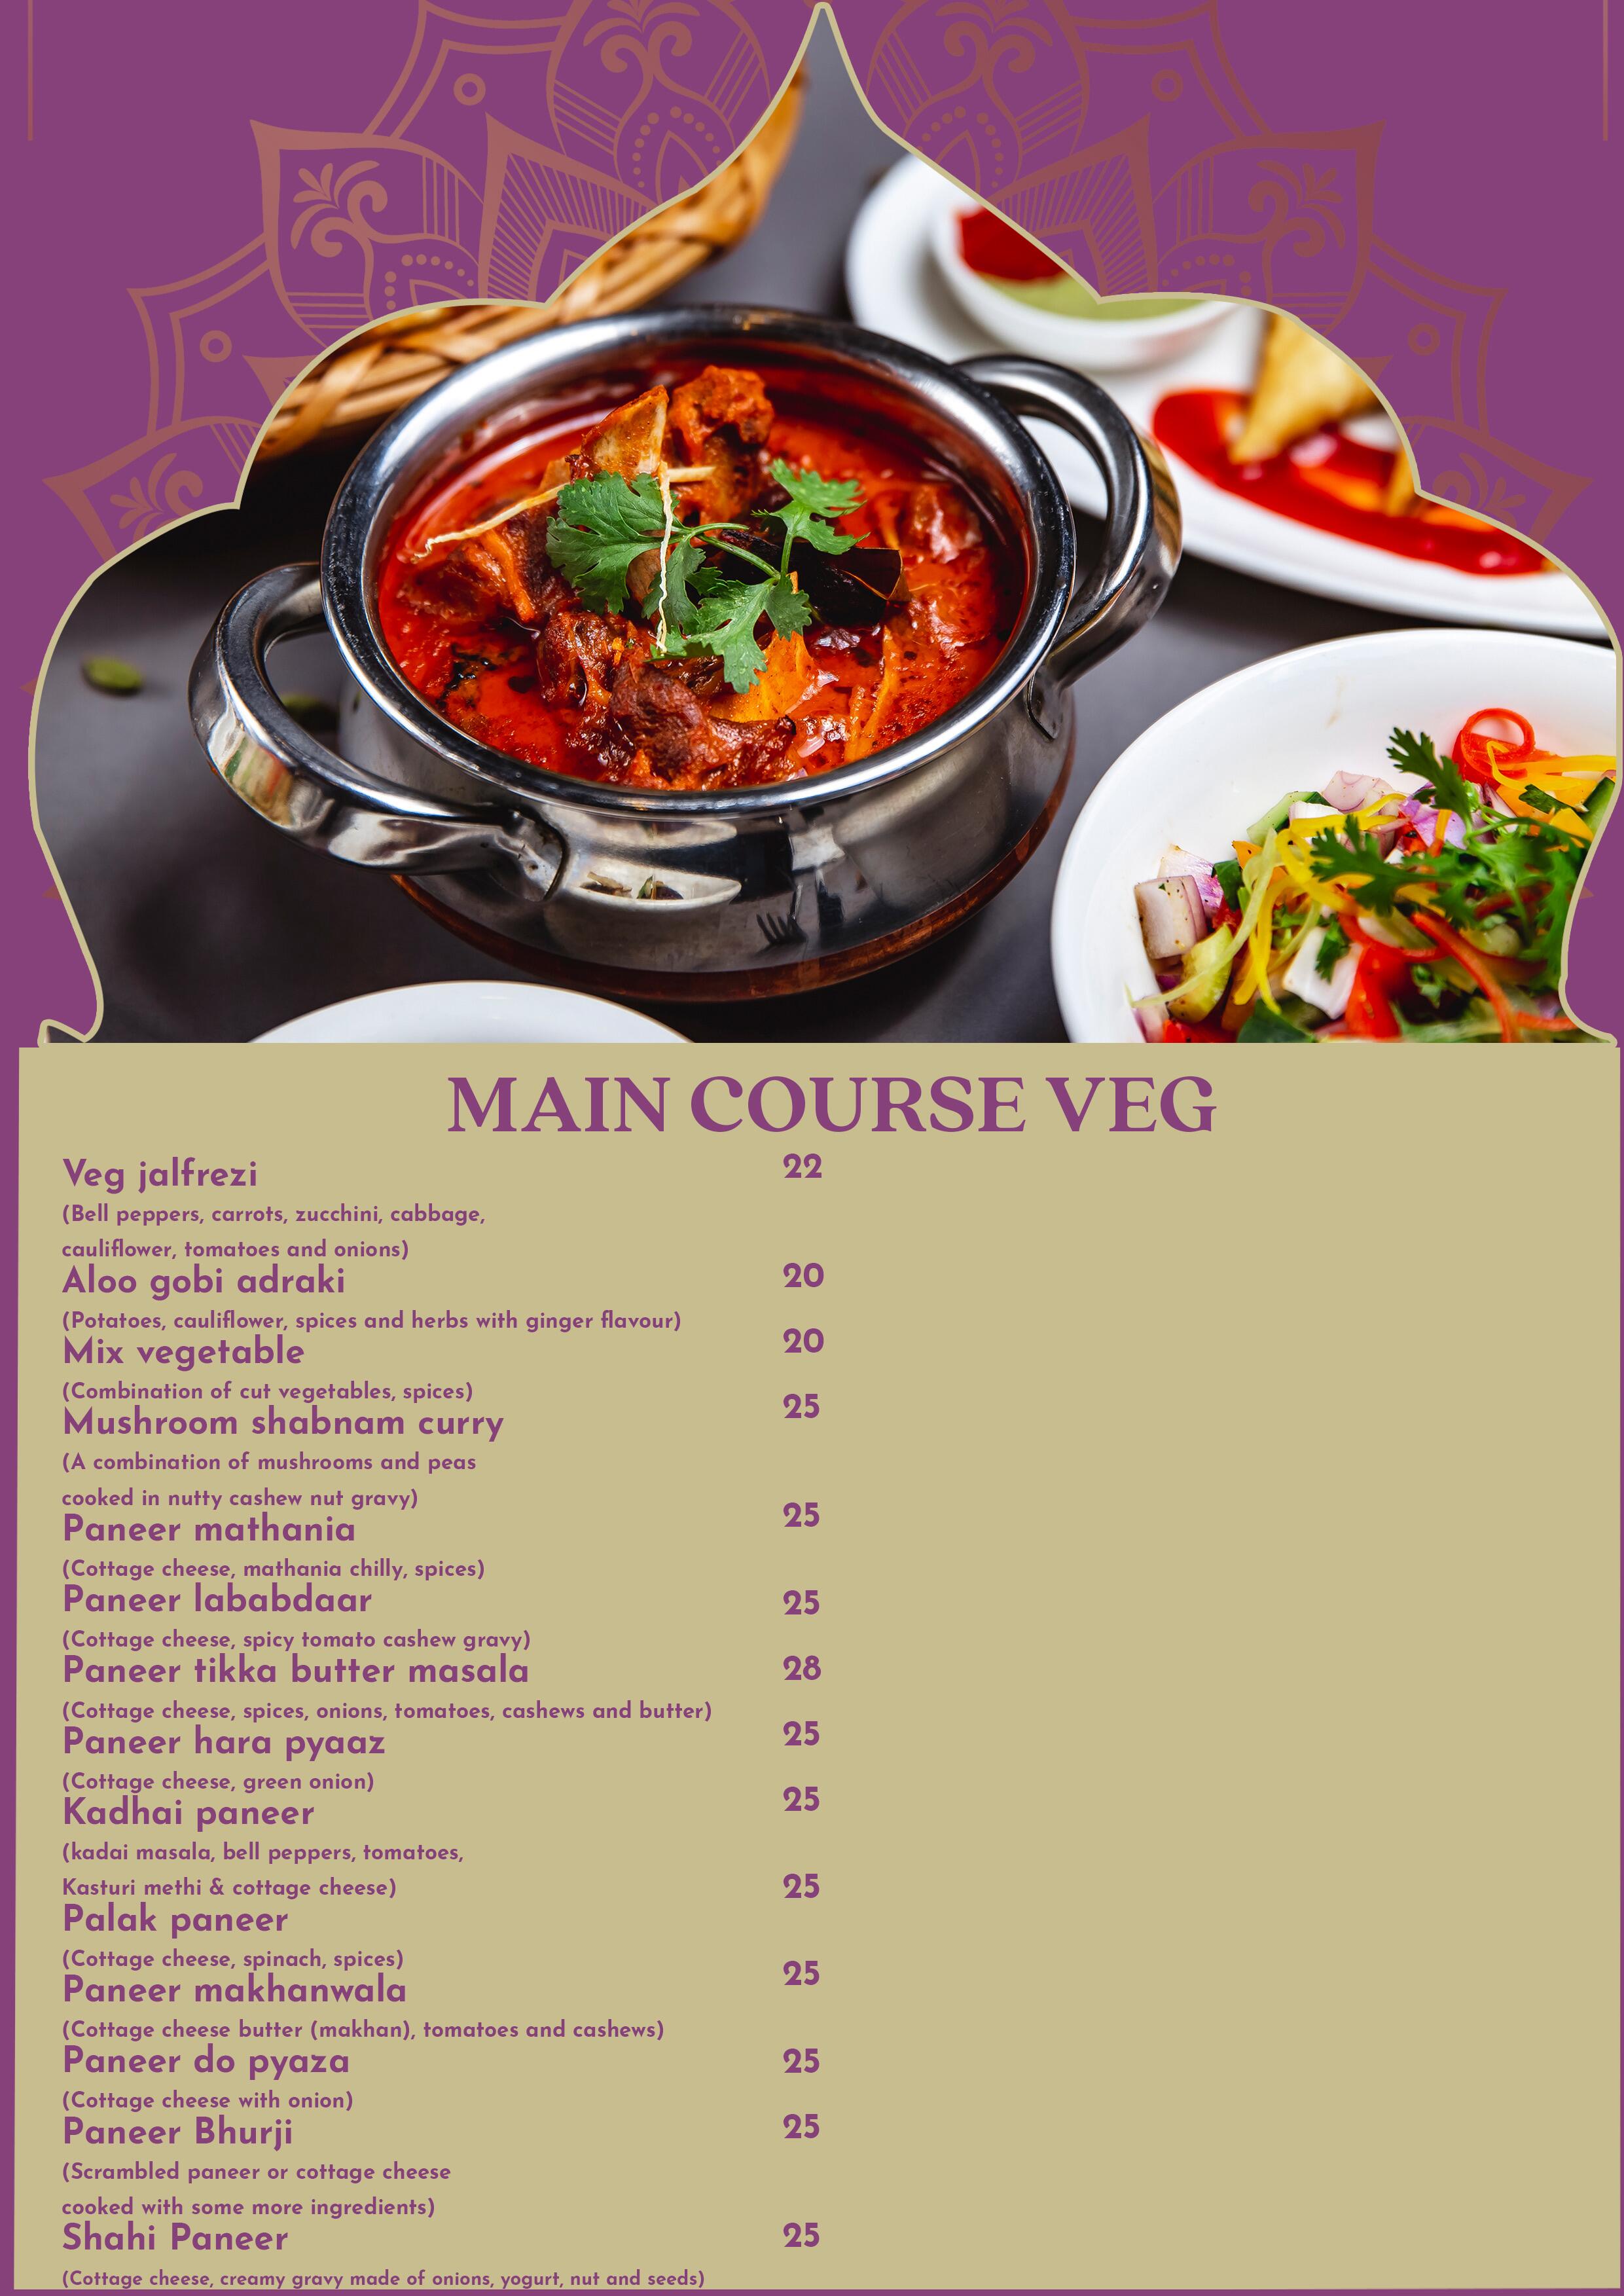 MAIN COURSE VEG
Veg jalfrezi 22
(Bell peppers, carrots, zucchini, cabbage,
cauliflower, tomatoes and onions)
Aloo gobi adraki 20
(Potatoes, cauliflower, spices and herbs with ginger flavour)
Mix vegetable 20
(Combination of cut vegetables, spices)
Mushroom shabnam curry 25
(A combination of mushrooms and peas
cooked in nutty cashew nut gravy)
Paneer mathania 25
(Cottage cheese, mathania chilly, spices)
Paneer lababdaar 25
(Cottage cheese, spicy tomato cashew gravy)
Paneer tikka butter masala 28
(Cottage cheese, spices, onions, tomatoes, cashews and butter)
Paneer hara pyaaz 25
(Cottage cheese, green onion)
Kadhai paneer 25
(kadai masala, bell peppers, tomatoes,
Kasturi methi & cottage cheese)
Palak paneer 25
(Cottage cheese, spinach, spices)
Paneer makhanwala 25
(Cottage cheese butter (makhan), tomatoes and cashews)
Paneer do pyaza 25
(Cottage cheese with onion)
Paneer Bhurji 25
(Scrambled paneer or cottage cheese
cooked with some more ingredients)
Shahi Paneer 25
(Cottage cheese, creamy gravy made of onions, yogurt, nut and seeds)